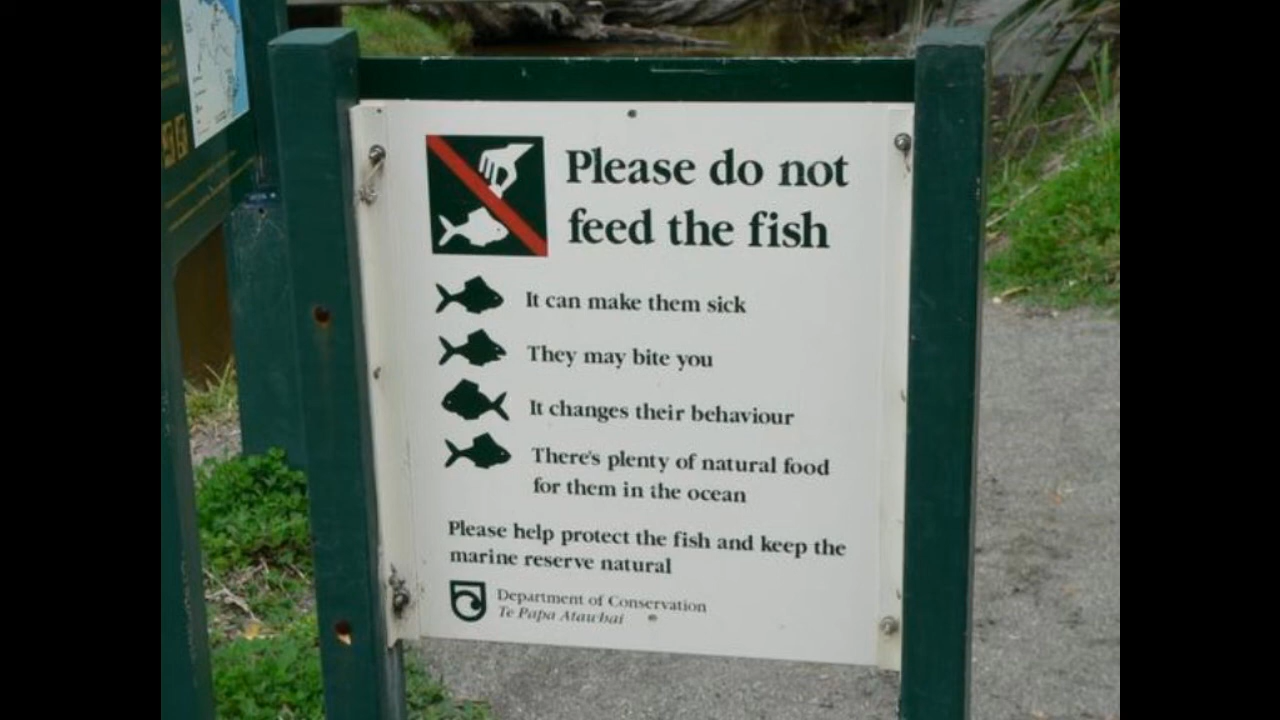 Please do not
feed the fish
It can make them sick
They may bite you
It changes their behaviour
There's plenty of natural food
for them in the ocean
Please help protect the fish and keep the
marine reserve natural
Department of Conservation
Te Papa Atawhai